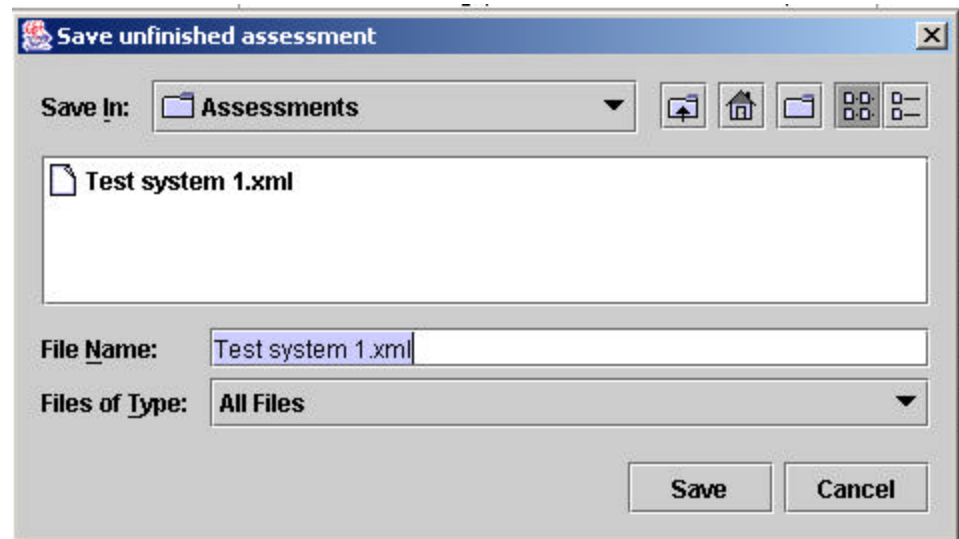 Save unfinished assessment
Save In: Assessments
Test system 1.xml
File Name: Test system 1.xml
Files of Type: All Files
Save Cancel